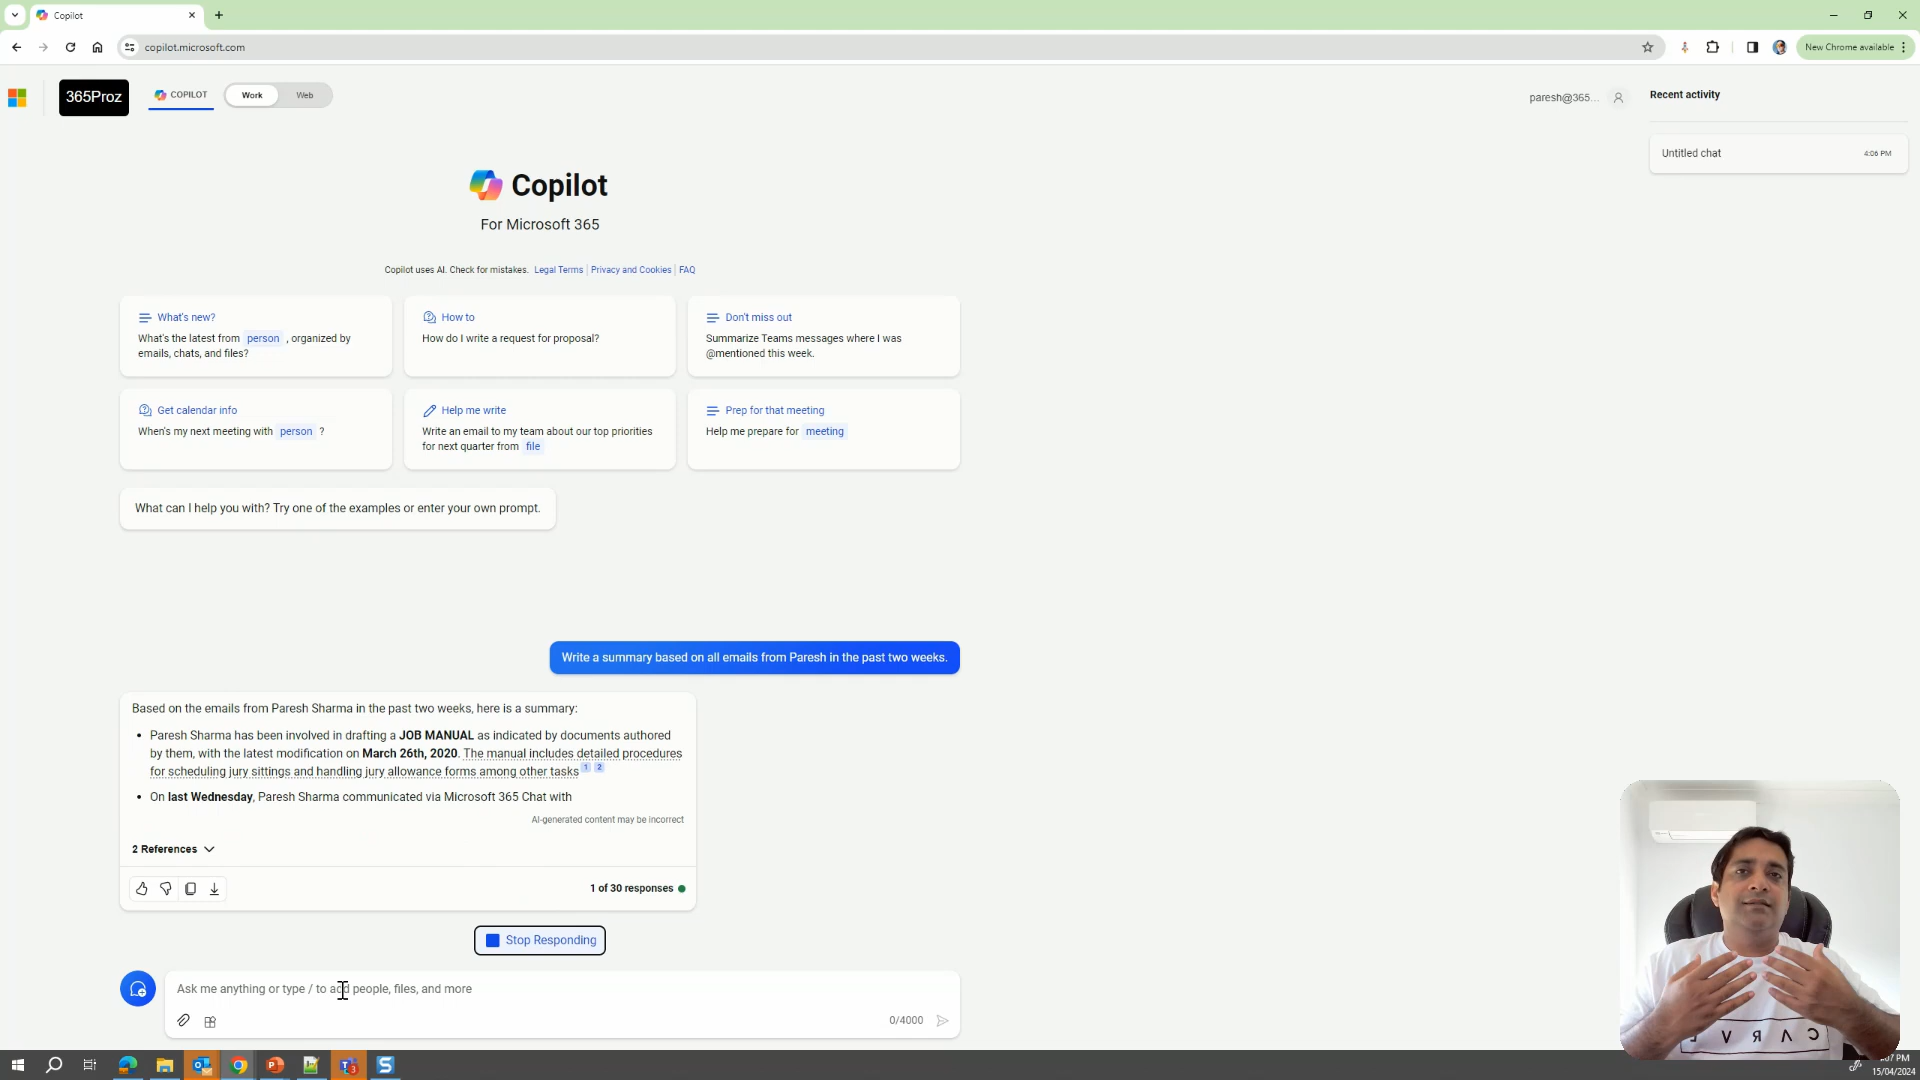 Copilot
copilot.microsoft.com
New Chrome available
365Proz
COPILOT
Work
Web
paresh@365...
Recent activity
Untitled chat
4:06 PM
Copilot
For Microsoft 365
Copilot uses AI. Check for mistakes. Legal Terms | Privacy and Cookies | FAQ
What's new?
What's the latest from person , organized by
emails, chats, and files?
How to
How do I write a request for proposal?
Don't miss out
Summarize Teams messages where I was
@mentioned this week.
Get calendar info
When's my next meeting with person ?
Help me write
Write an email to my team about our top priorities
for next quarter from file
Prep for that meeting
Help me prepare for meeting
What can I help you with? Try one of the examples or enter your own prompt.
Write a summary based on all emails from Paresh in the past two weeks.
Based on the emails from Paresh Sharma in the past two weeks, here is a summary:
• Paresh Sharma has been involved in drafting a JOB MANUAL as indicated by documents authored
by them, with the latest modification on March 26th, 2020. The manual includes detailed procedures
for scheduling jury sittings and handling jury allowance forms among other tasks 1 2
• On last Wednesday, Paresh Sharma communicated via Microsoft 365 Chat with
AI-generated content may be incorrect
2 References
1 of 30 responses
Stop Responding
Ask me anything or type / to add people, files, and more
0/4000
15/04/2024